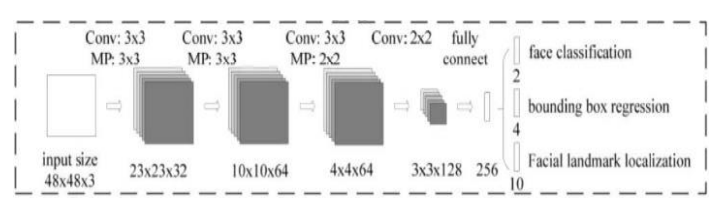 Conv: 3x3 Conv: 3x3 Conv: 3x3 Conv: 2x2 fully
MP: 3x3 MP: 3x3 MP: 2x2 connect
face classification
2
bounding box regression
4
Facial landmark localization
10
input size
48x48x3
23x23x32 10x10x64 4x4x64 3x3x128 256